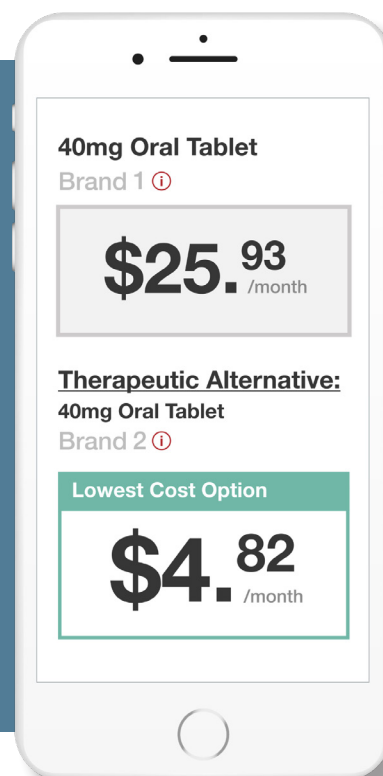 40mg Oral Tablet
Brand 1 ⓘ
$25.93
/month
Therapeutic Alternative:
40mg Oral Tablet
Brand 2 ⓘ
Lowest Cost Option
$4.82
/month